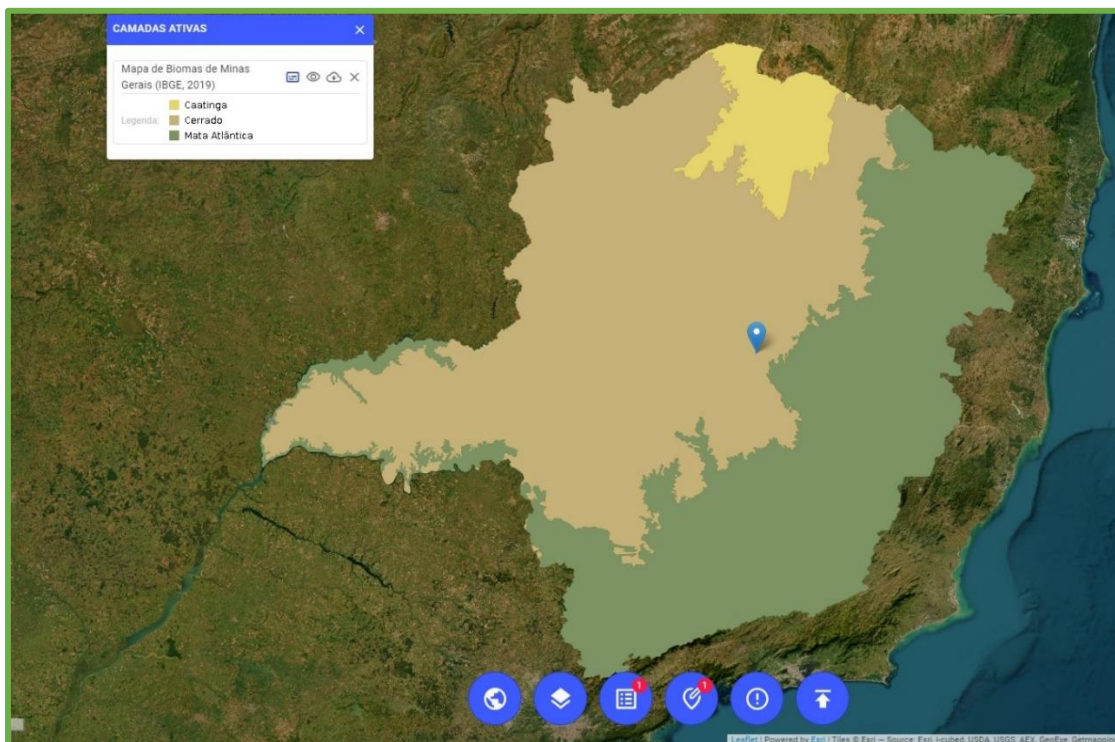 CAMADAS ATIVAS
Mapa de Biomas de Minas
Gerais (IBGE, 2019)
Legenda:
Caatinga
Cerrado
Mata Atlântica
1
1
Leaflet | Powered by Esri | Tiles © Esri — Source: Esri, i-cubed, USDA, USGS, AEX, GeoEye, Getmapping